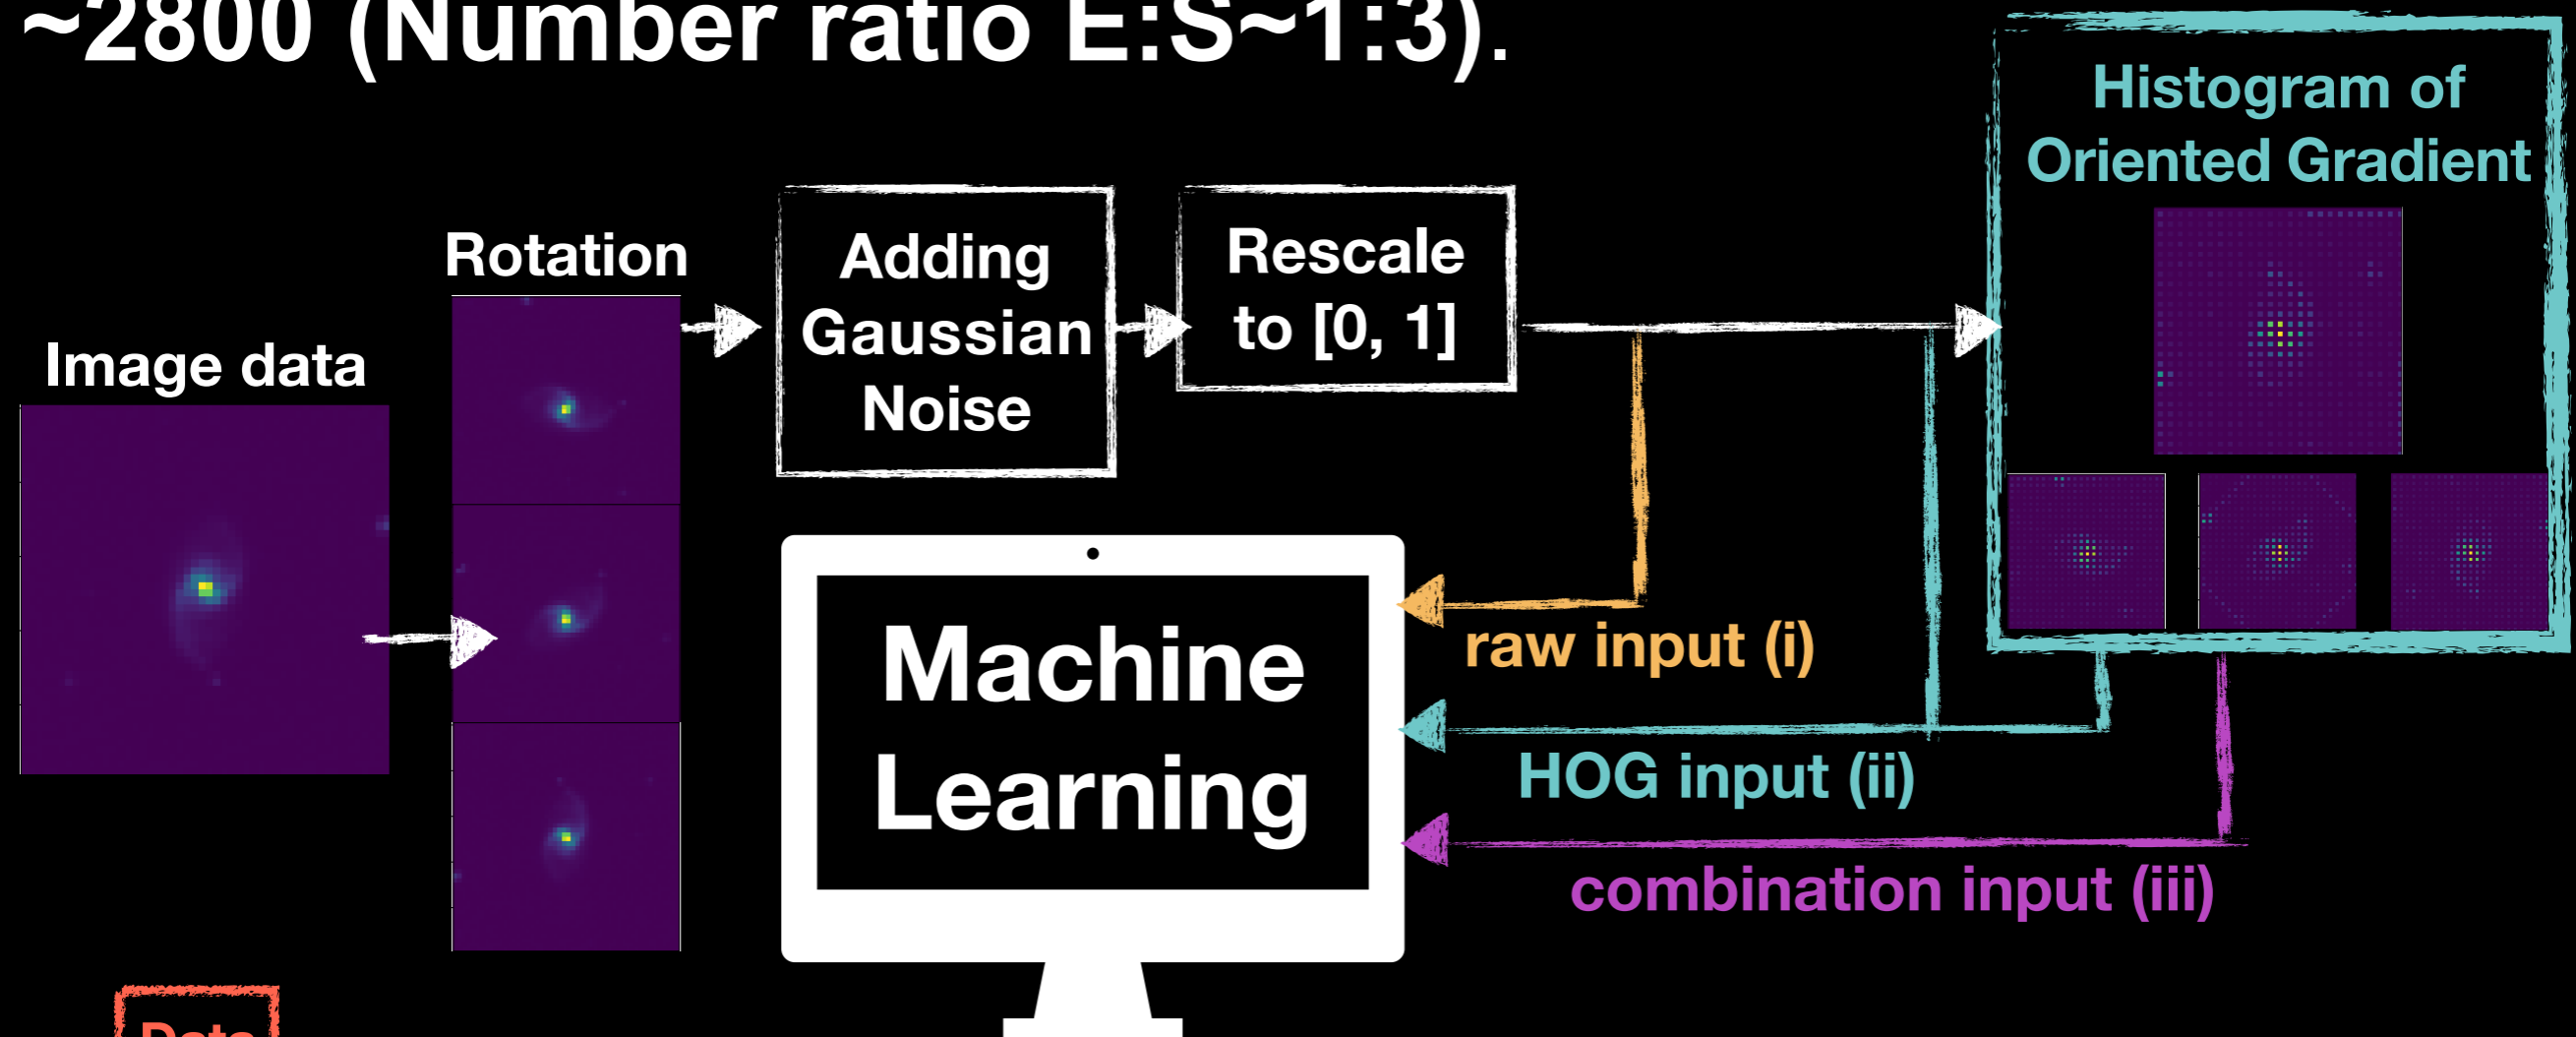 ~2800 (Number ratio E:S~1:3).
Histogram of
Oriented Gradient
Rotation
Adding
Gaussian
Noise
Rescale
to [0, 1]
Image data
Machine
Learning
raw input (i)
HOG input (ii)
combination input (iii)
Data